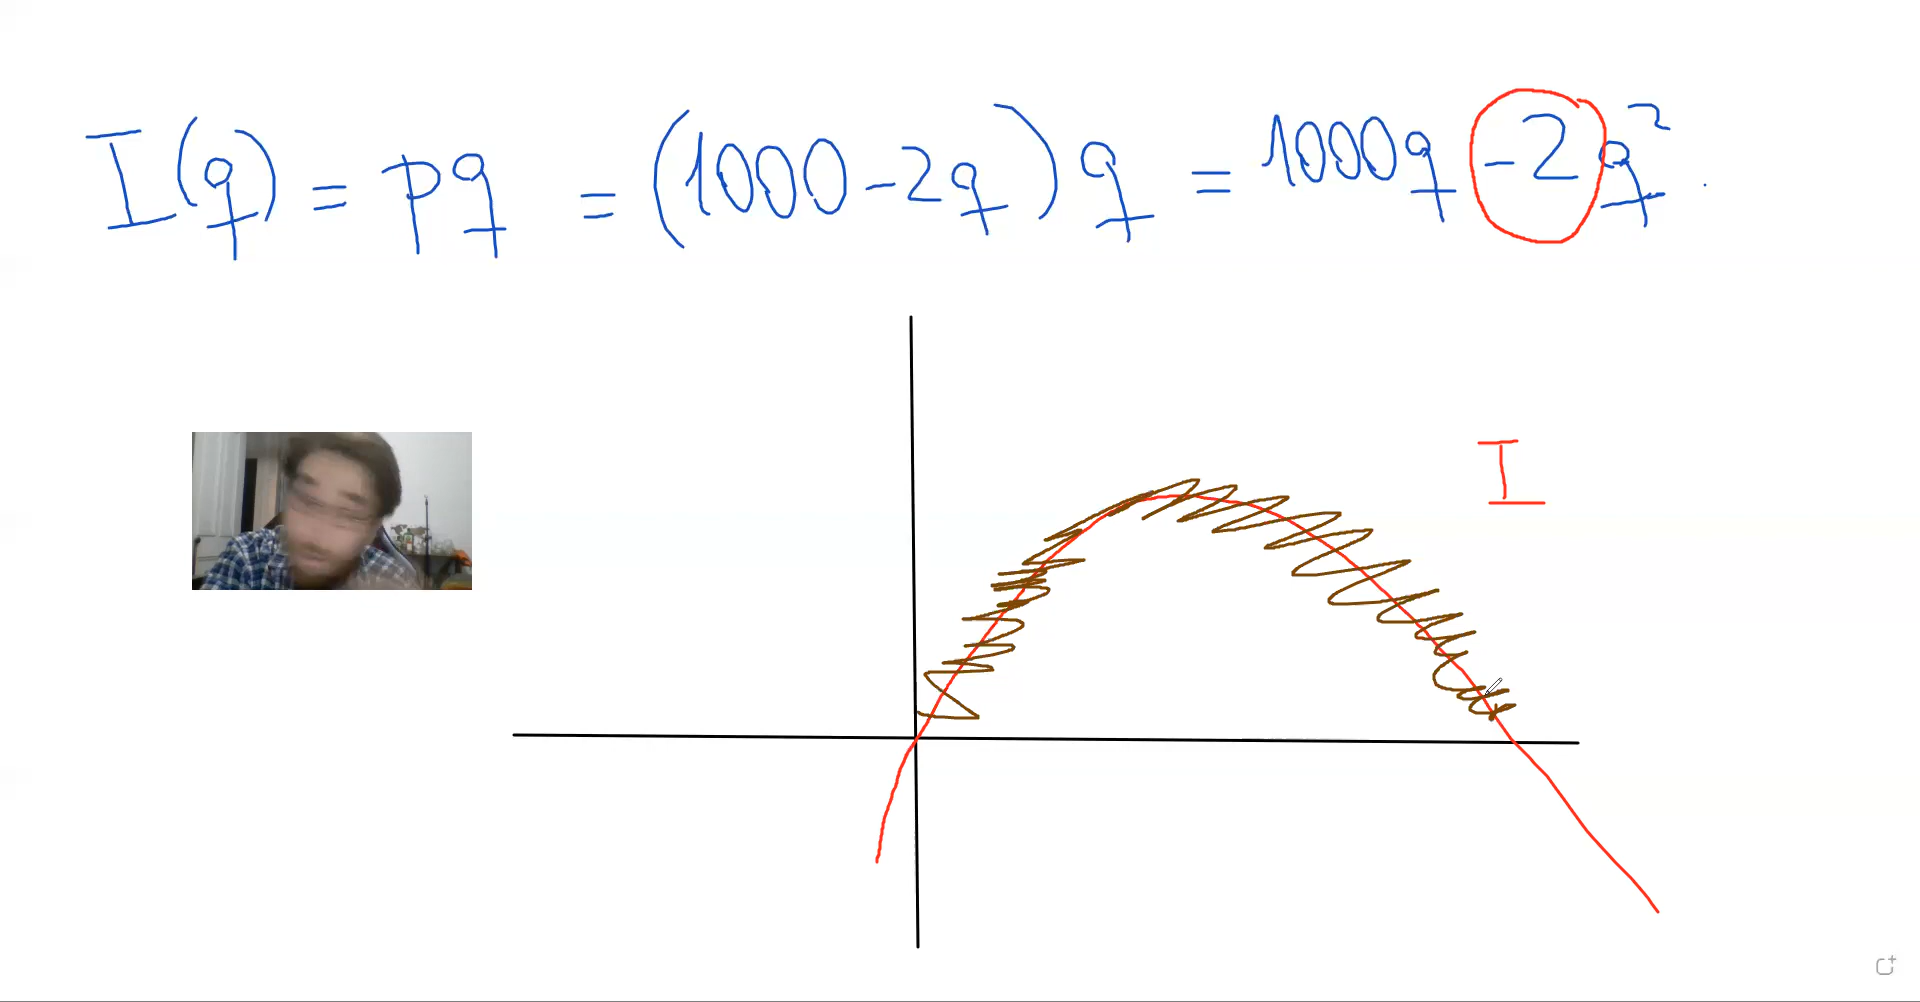 I(q) = pq = (1000-2q)q = 1000q -2q²
I